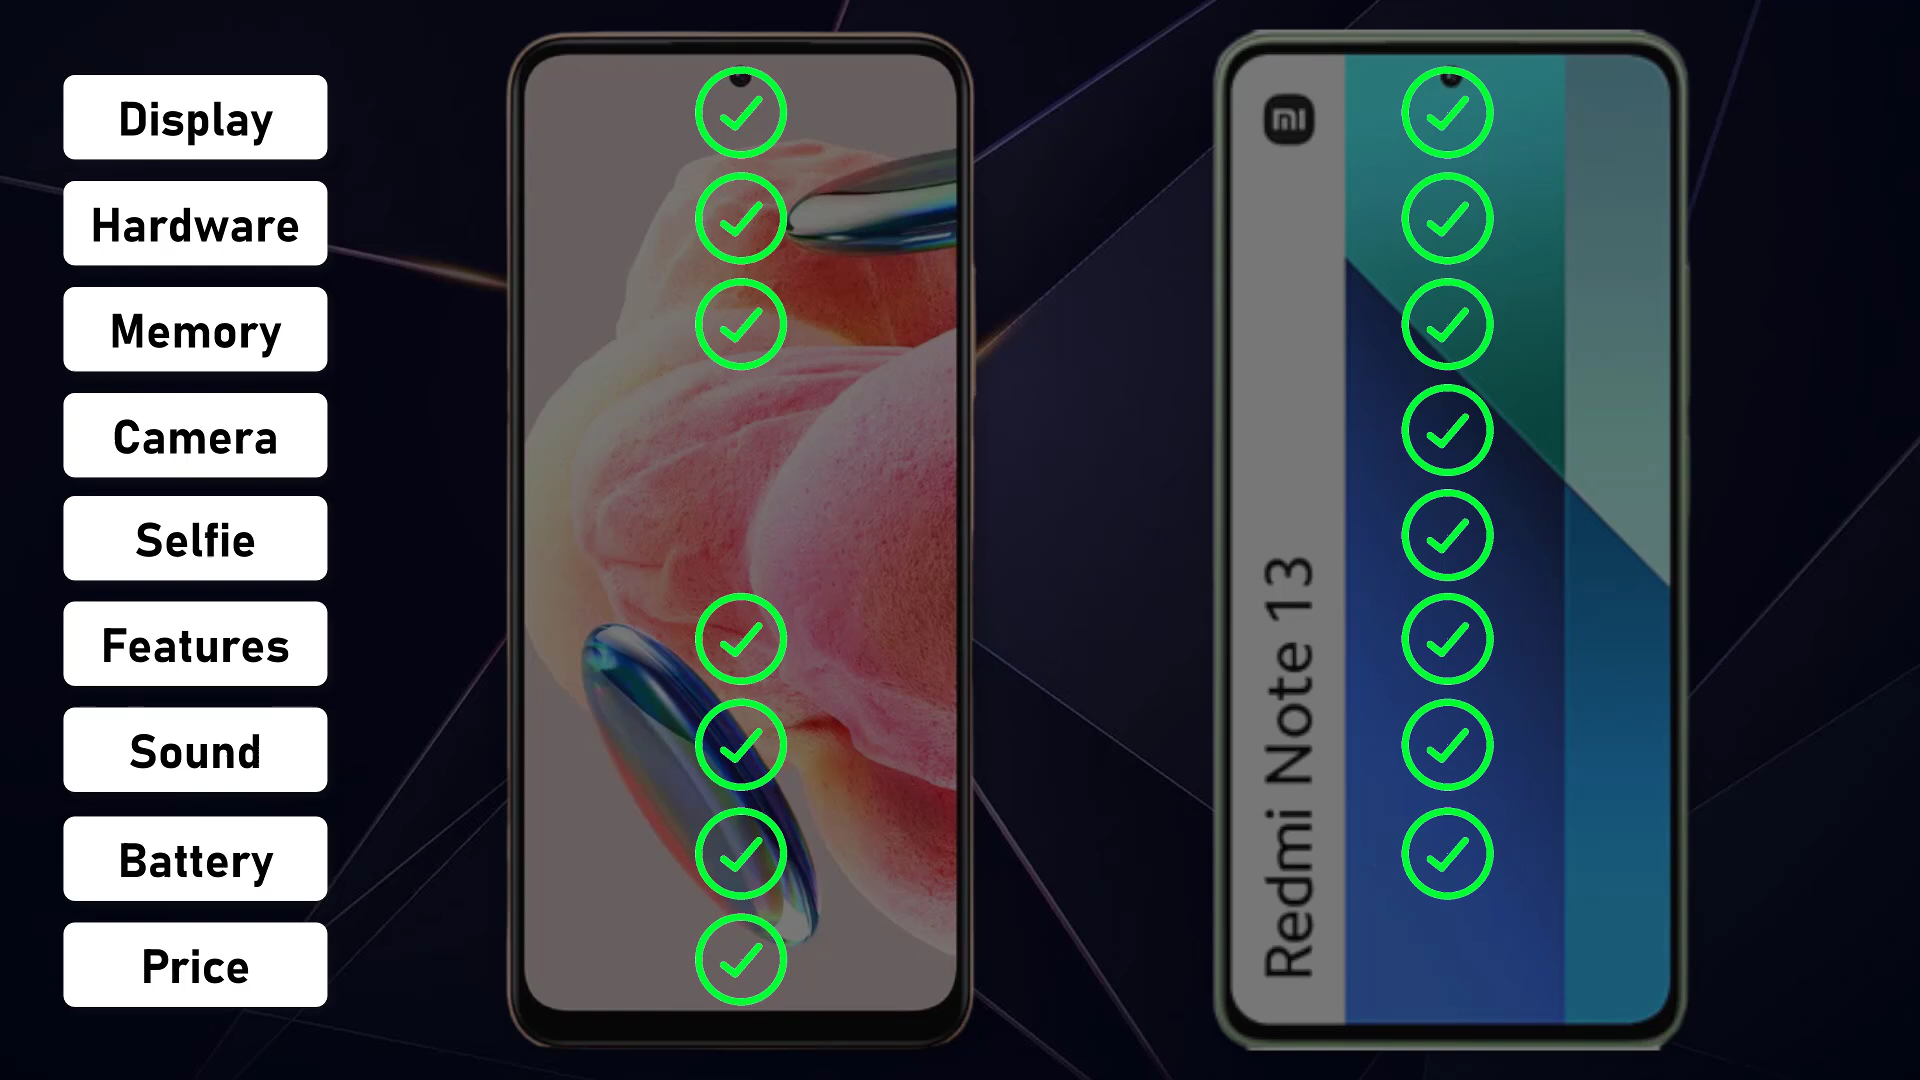 Display
Hardware
Memory
Camera
Selfie
Features
Sound
Battery
Price
Redmi Note 13